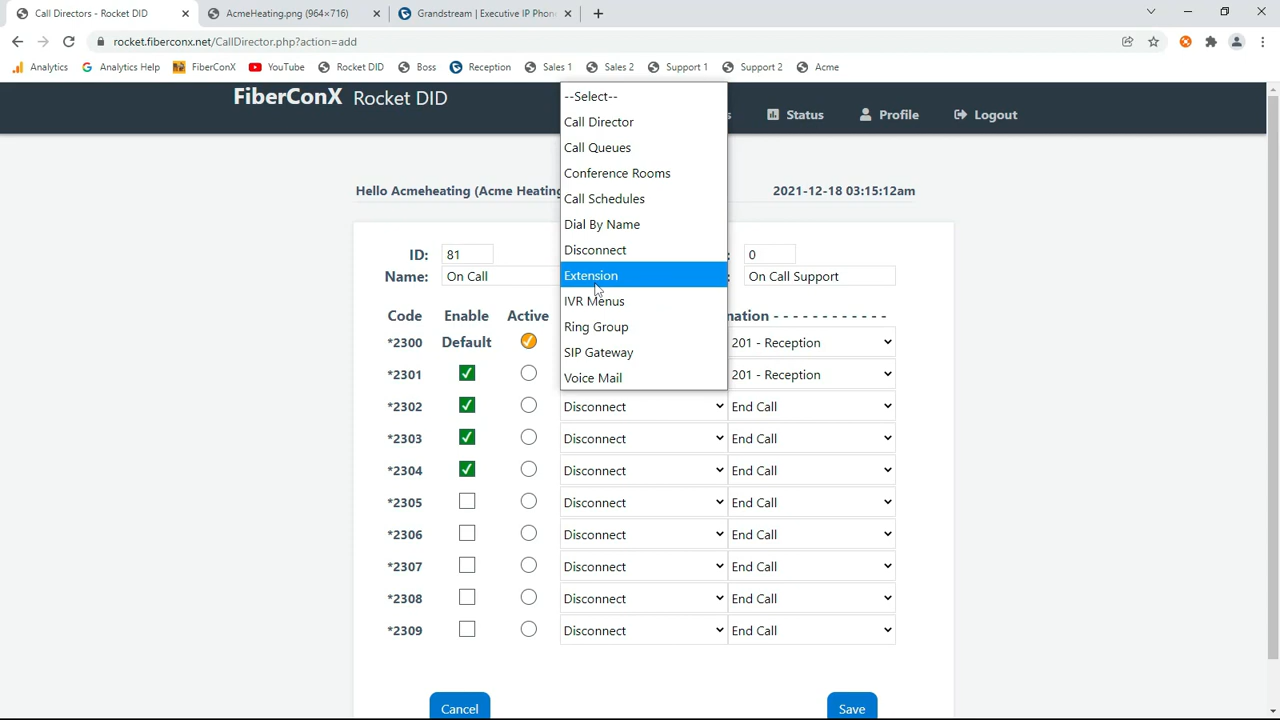 Call Directors - Rocket DID
AcmeHeating.png (964×716)
Grandstream | Executive IP Phon
rocket.fiberconx.net/CallDirector.php?action=add
Analytics
Analytics Help
FiberConX
YouTube
Rocket DID
Boss
Reception
Sales 1
Sales 2
Support 1
Support 2
Acme
FiberConX Rocket DID
Status
Profile
Logout
Hello Acmeheating (Acme Heating
2021-12-18 03:15:12am
--Select--
Call Director
Call Queues
Conference Rooms
Call Schedules
Dial By Name
Disconnect
Extension
IVR Menus
Ring Group
SIP Gateway
Voice Mail
ID: 81 : 0
Name: On Call : On Call Support
Code Enable Active nation - - - - - - - - - - - -
*2300 Default 201 - Reception
*2301 201 - Reception
*2302 Disconnect End Call
*2303 Disconnect End Call
*2304 Disconnect End Call
*2305 Disconnect End Call
*2306 Disconnect End Call
*2307 Disconnect End Call
*2308 Disconnect End Call
*2309 Disconnect End Call
Cancel Save